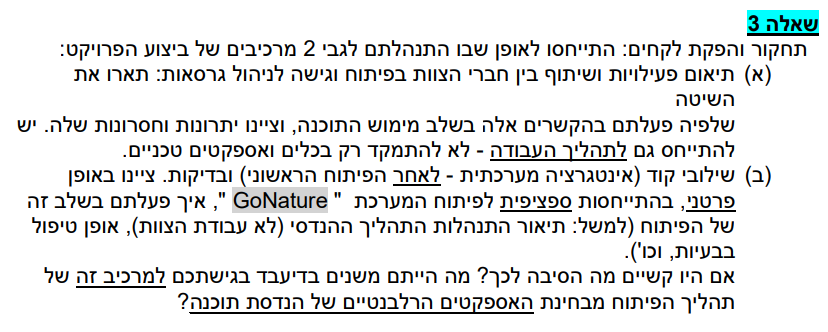 שאלה 3
תחקור והפקת לקחים: התייחסו לאופן שבו התנהלתם לגבי 2 מרכיבים של ביצוע הפרויקט:
(א) תיאום פעילויות ושיתוף בין חברי הצוות בפיתוח וגישה לניהול גרסאות: תארו את
השיטה
שלפיה פעלתם בהקשרים אלה בשלב מימוש התוכנה, וציינו יתרונות וחסרונות שלה. יש
להתייחס גם לתהליך העבודה - לא להתמקד רק בכלים ואספקטים טכניים.
(ב) שילובי קוד (אינטגרציה מערכתית - לאחר הפיתוח הראשוני) ובדיקות. ציינו באופן
פרטני, בהתייחסות ספציפית לפיתוח המערכת " GoNature ", איך פעלתם בשלב זה
של הפיתוח (למשל: תיאור התנהלות התהליך ההנדסי (לא עבודת הצוות), אופן טיפול
בבעיות, וכו').
אם היו קשיים מה הסיבה לכך? מה הייתם משנים בדיעבד בגישתכם למרכיב זה של
תהליך הפיתוח מבחינת האספקטים הרלבנטיים של הנדסת תוכנה?